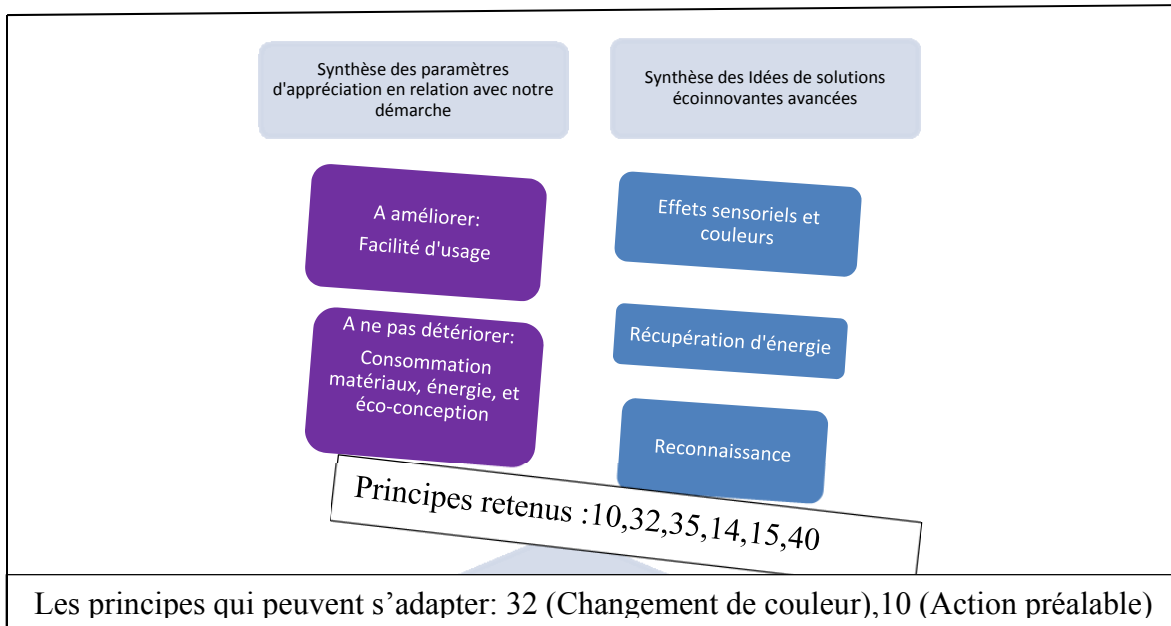 Synthèse des paramètres
d'appréciation en relation avec notre
démarche
Synthèse des Idées de solutions
écoinnovantes avancées
A améliorer:
Facilité d'usage
A ne pas détériorer:
Consommation
matériaux, énergie, et
éco-conception
Effets sensoriels et
couleurs
Récupération d'énergie
Reconnaissance
Principes retenus :10,32,35,14,15,40
Les principes qui peuvent s’adapter: 32 (Changement de couleur),10 (Action préalable)